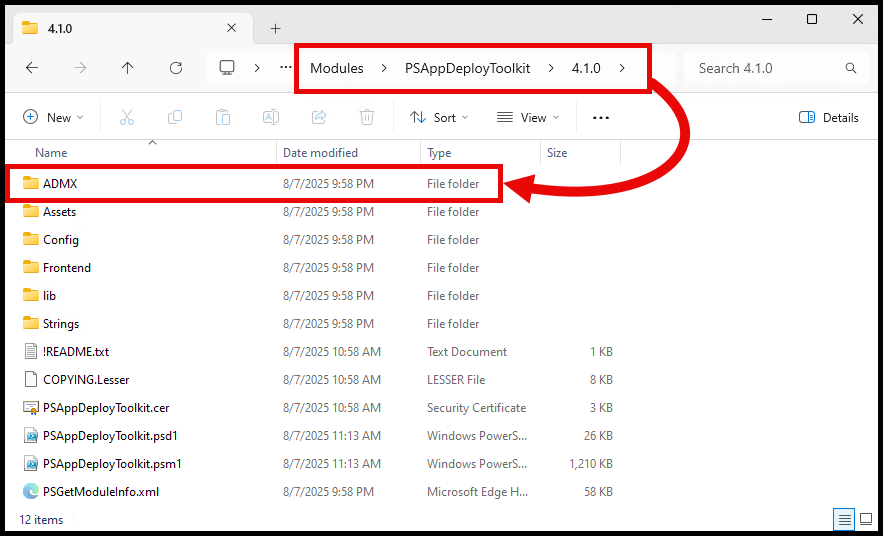 4.1.0
... Modules > PSAppDeployToolkit > 4.1.0 > Search 4.1.0
New Sort View ... Details
Name Date modified Type Size
ADMX 8/7/2025 9:58 PM File folder
Assets 8/7/2025 9:58 PM File folder
Config 8/7/2025 9:58 PM File folder
Frontend 8/7/2025 9:58 PM File folder
lib 8/7/2025 9:58 PM File folder
Strings 8/7/2025 9:58 PM File folder
!README.txt 8/7/2025 10:58 AM Text Document 1 KB
COPYING.Lesser 8/7/2025 10:58 AM LESSER File 8 KB
PSAppDeployToolkit.cer 8/7/2025 10:58 AM Security Certificate 3 KB
PSAppDeployToolkit.psd1 8/7/2025 11:13 AM Windows PowerS... 26 KB
PSAppDeployToolkit.psm1 8/7/2025 11:13 AM Windows PowerS... 1,210 KB
PSGetModuleInfo.xml 8/7/2025 9:58 PM Microsoft Edge H... 58 KB
12 items